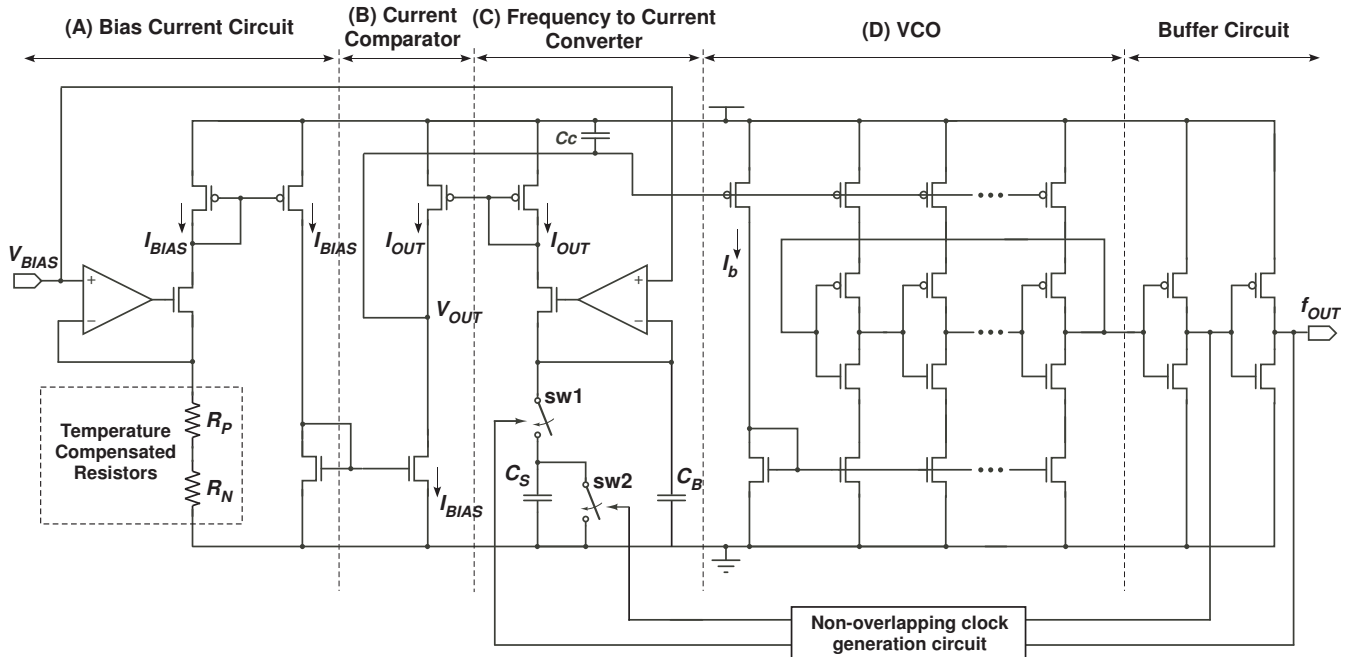 (A) Bias Current Circuit
(B) Current
Comparator
(C) Frequency to Current
Converter
(D) VCO
Buffer Circuit
Cc
I_BIAS
I_BIAS
I_OUT
I_OUT
I_b
V_BIAS
+
−
V_OUT
+
−
f_OUT
Temperature
Compensated
Resistors
R_P
R_N
I_BIAS
sw1
C_S
sw2
C_B
Non-overlapping clock
generation circuit